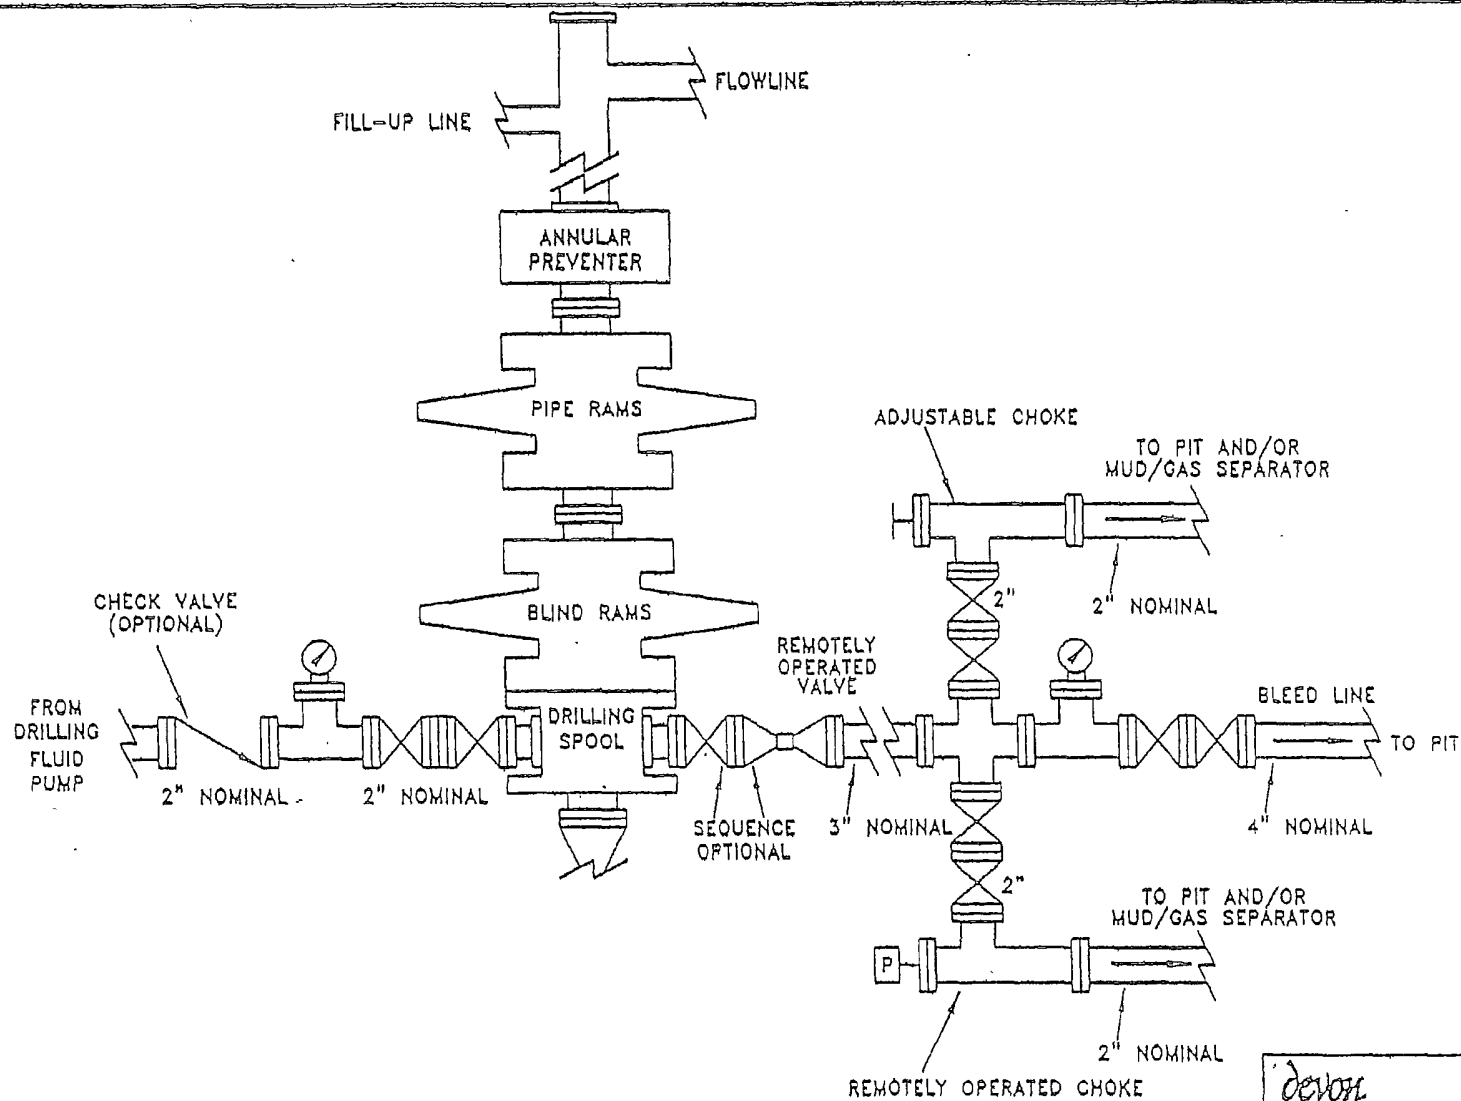 FLOWLINE
FILL-UP LINE
ANNULAR
PREVENTER
PIPE RAMS
ADJUSTABLE CHOKE
TO PIT AND/OR
MUD/GAS SEPARATOR
2"
2" NOMINAL
BLIND RAMS
CHECK VALVE
(OPTIONAL)
REMOTELY
OPERATED
VALVE
FROM
DRILLING
FLUID
PUMP
DRILLING
SPOOL
BLEED LINE
TO PIT
2" NOMINAL
2" NOMINAL
SEQUENCE
OPTIONAL
3" NOMINAL
4" NOMINAL
2"
TO PIT AND/OR
MUD/GAS SEPARATOR
P
2" NOMINAL
REMOTELY OPERATED CHOKE
devon